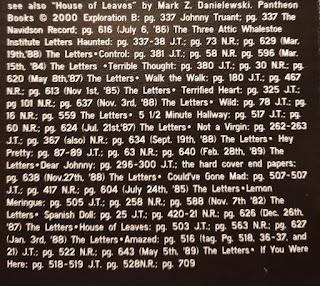 see also "House of Leaves" by Mark Z. Danielewski. Pantheon
Books © 2000 Exploration B: pg. 337 Johnny Truant; pg. 337 The
Navidson Record; pg. 616 (July 6, '86) The Three Attic Whalestoe
Institute Letters Haunted: pg. 337-38 J.T.; pg. 73 N.R.; pg. 629 (Mar.
19th,'88) The Letters• Control: pg. 381 J.T.; pg. 56 N.R. pg. 596 (Mar.
15th, '84) The Letters •Terrible Thought: pg. 380 J.T.; pg. 30 N.R.; pg.
620 (May 8th,'87) The Letters• Walk the Walk: pg. 180 J.T.; pg. 467
N.R.; pg. 613 (Nov 1st, '85) The Letters• Terrified Heart: pg. 325 J.T.;
pg 101 N.R.; pg. 637 (Nov. 3rd, '88) The Letters• Wild: pg. 78 J.T.; pg.
16 N.R.; pg. 559 The Letters• 5 1/2 Minute Hallway: pg. 517 J.T.; pg.
60 N.R.; pg. 624 (Jul. 21st,'87) The Letters• Not a Virgin: pg. 262-263
J.T.; pg. 367 (also) N.R.; pg. 634 (Sept. 19th, '88) The Letters• Hey
Pretty: pg. 87-89 J.T.; pg. 63 N.R.; pg. 640 (Feb. 28th, '89) The
Letters•Dear Johnny: pg. 296-300 J.T.; the hard cover end papers;
pg. 638 (Nov.27th, '88) The Letters• Could've Gone Mad: pg. 507-507
J.T.; pg. 417 N.R.; pg. 604 (July 24th, '85) The Letters•Lemon
Meringue: pg. 505 J.T.; pg. 258 N.R.; pg. 588 (Nov. 7th '82) The
Letters• Spanish Doll: pg. 25 J.T.; pg. 420-21 N.R.; pg. 626 (Dec. 26th,
'87) The Letters•House of Leaves: pg. 503 J.T.; pg. 563 N.R.; pg. 627
(Jan. 3rd, '88) The Letters•Amazed: pg. 516 (tag. Pg. 518, 36-37, and
21) J.T.; pg. 522 N.R.; pg. 643 (May 5th, '89) The Letters• If You Were
Here: pg. 518-519 J.T. pg. 528N.R.; pg. 709